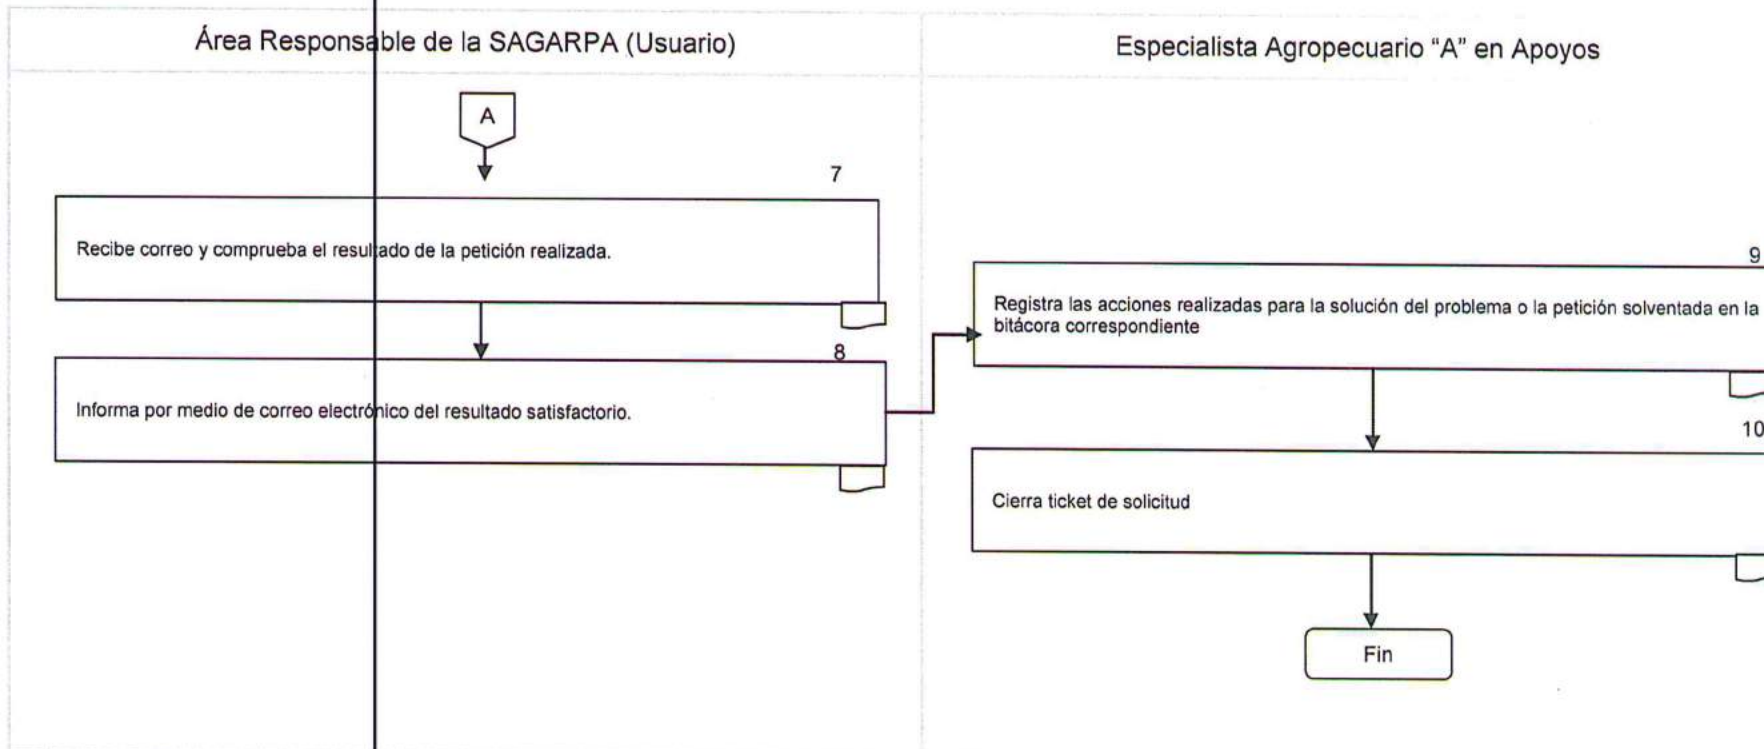 Área Responsable de la SAGARPA (Usuario)
Especialista Agropecuario “A” en Apoyos
A
7
Recibe correo y comprueba el resultado de la petición realizada.
8
Informa por medio de correo electrónico del resultado satisfactorio.
9
Registra las acciones realizadas para la solución del problema o la petición solventada en la
bitácora correspondiente
10
Cierra ticket de solicitud
Fin